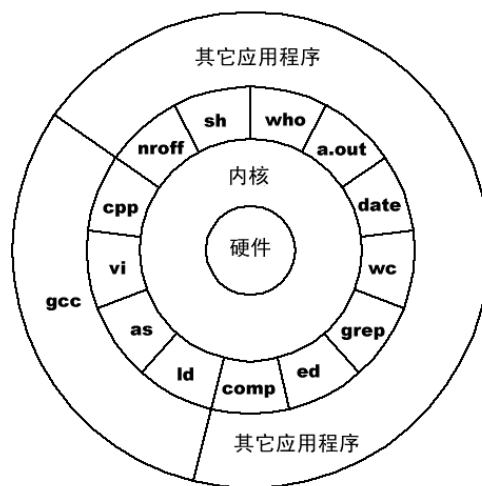 其它应用程序
sh
who
nroff
a.out
内核
cpp
date
硬件
vi
wc
gcc
as
grep
ld
ed
comp
其它应用程序